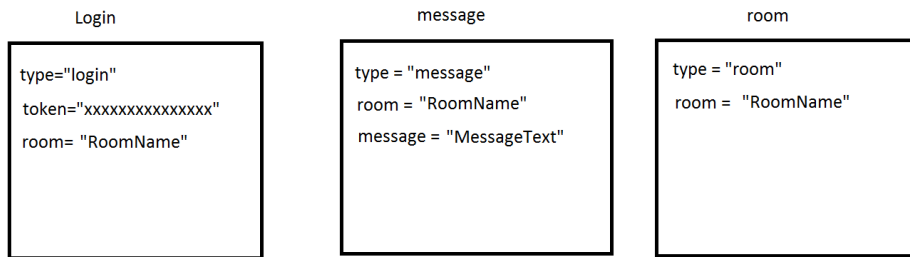 Login
type="login"
token="xxxxxxxxxxxxxxx"
room= "RoomName"
message
type = "message"
room = "RoomName"
message = "MessageText"
room
type = "room"
room = "RoomName"